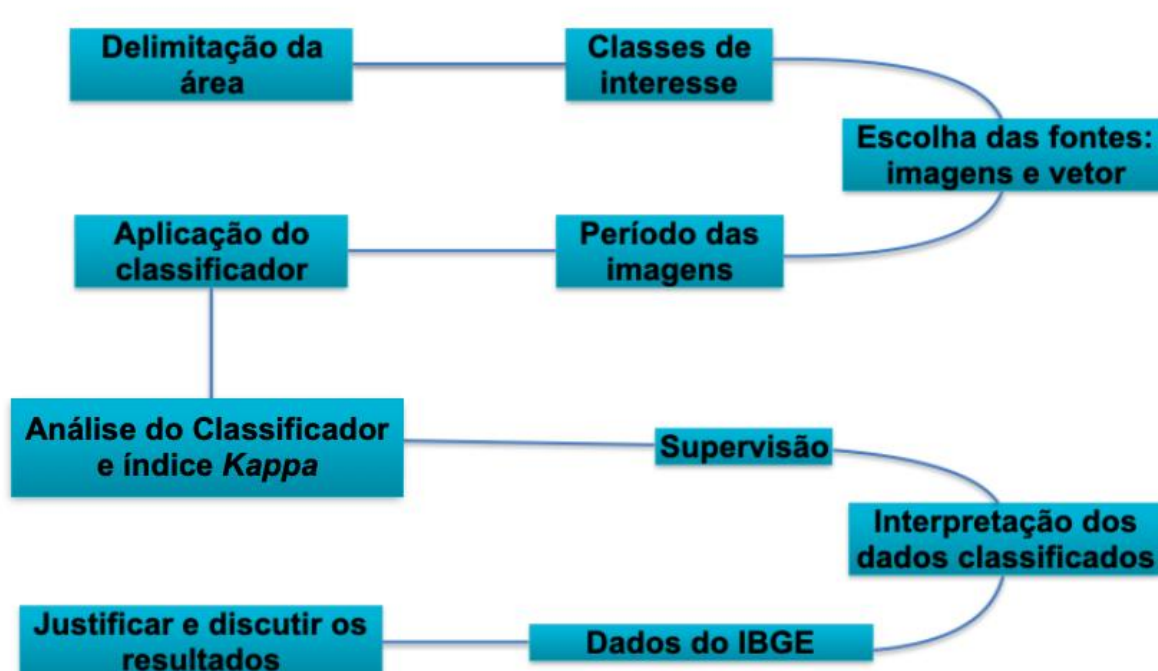 Delimitação da
área
Classes de
interesse
Escolha das fontes:
imagens e vetor
Período das
imagens
Aplicação do
classificador
Análise do Classificador
e índice Kappa
Supervisão
Interpretação dos
dados classificados
Dados do IBGE
Justificar e discutir os
resultados